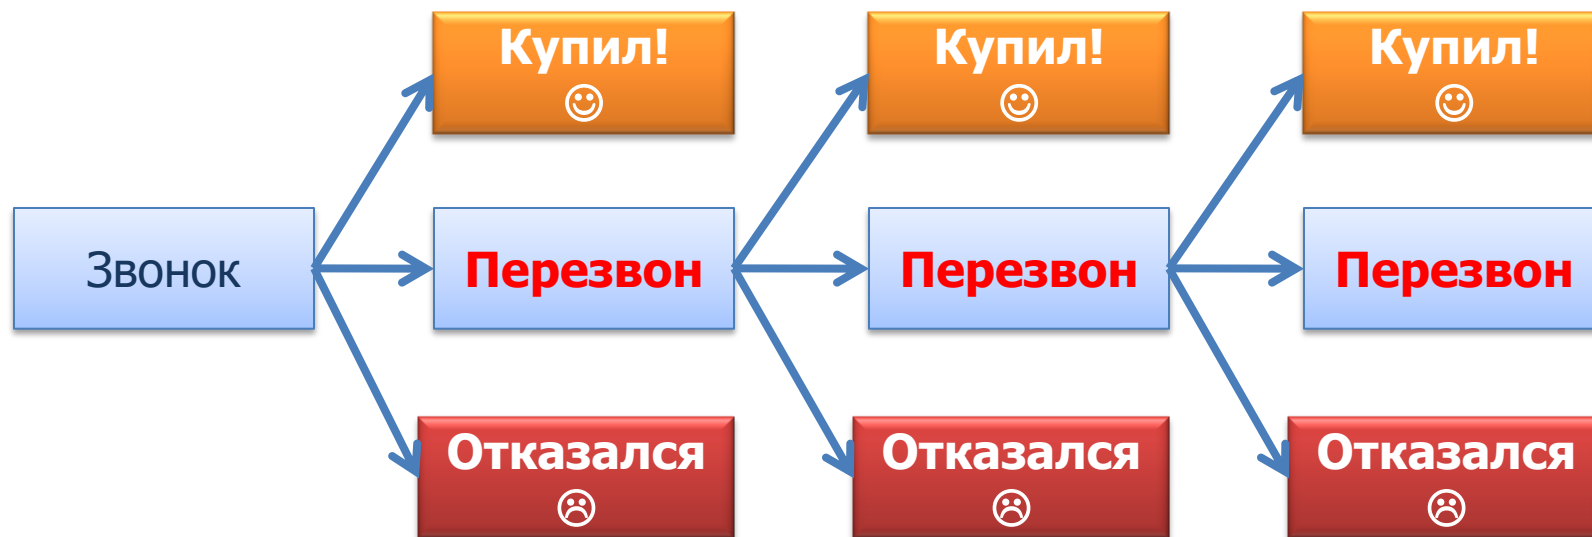 Купил!
☺
Купил!
☺
Купил!
☺
Звонок
Перезвон
Перезвон
Перезвон
Отказался
☹
Отказался
☹
Отказался
☹